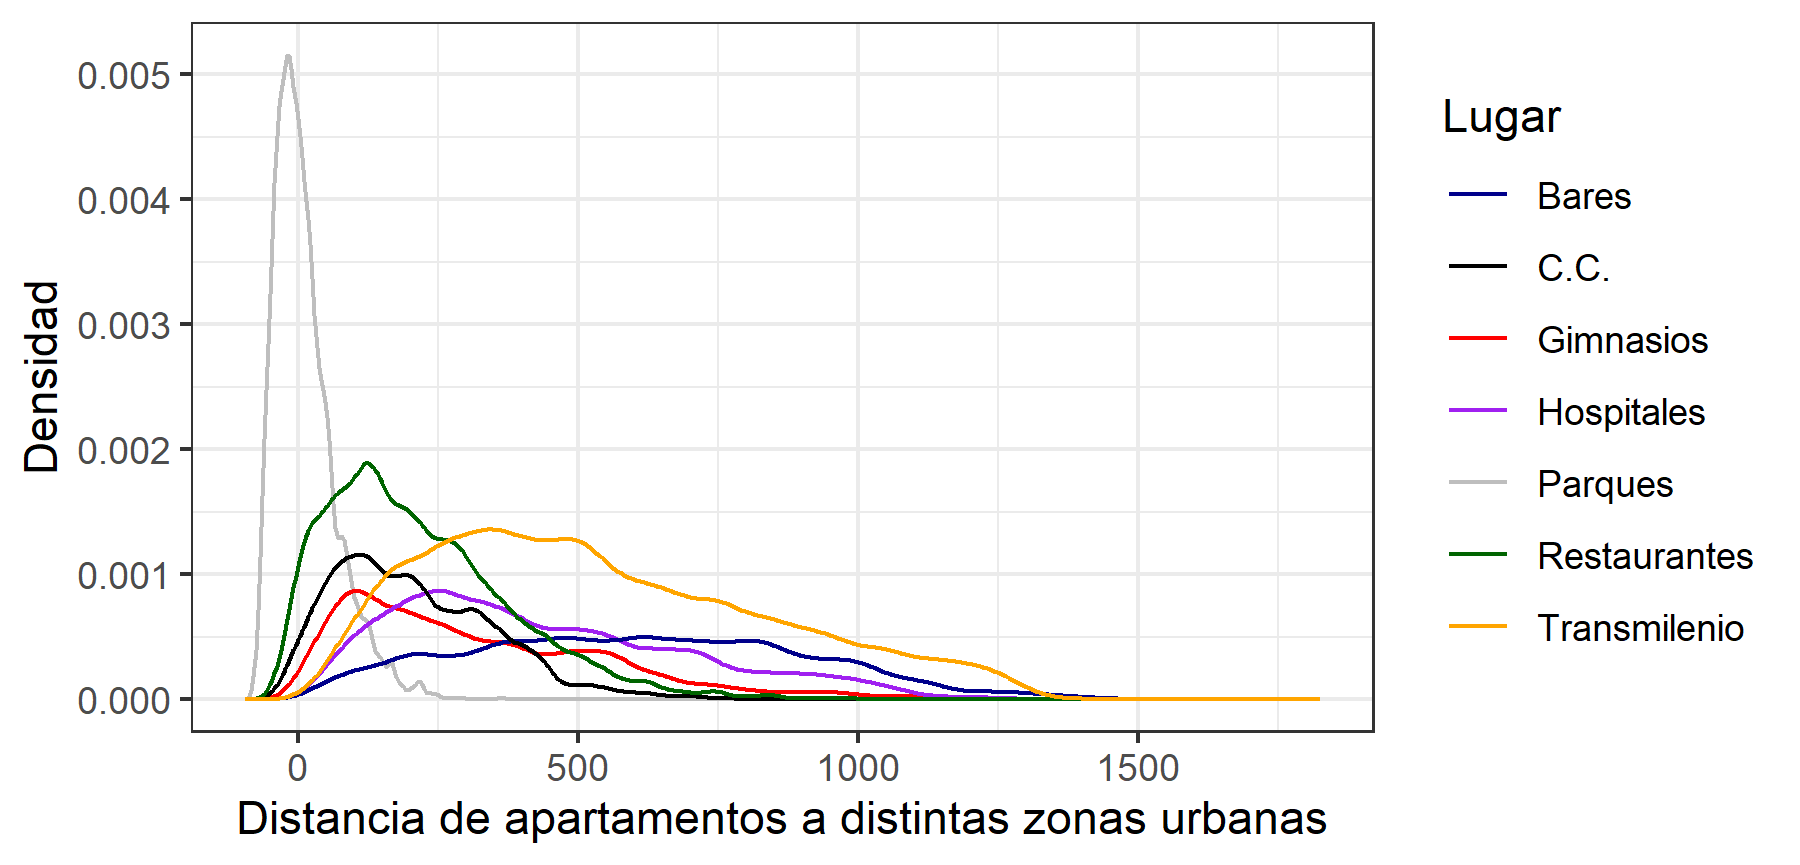 Densidad
0.005
0.004
0.003
0.002
0.001
0.000
0
500
1000
1500
Distancia de apartamentos a distintas zonas urbanas
Lugar
Bares
C.C.
Gimnasios
Hospitales
Parques
Restaurantes
Transmilenio